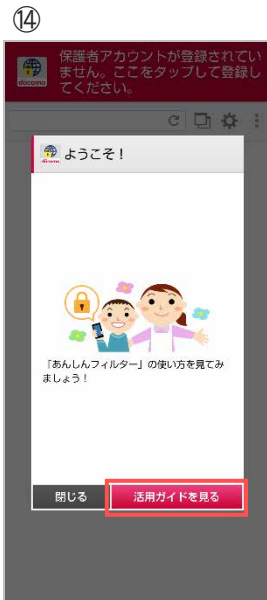 ⑭
保護者アカウントが登録されてい
ません。ここをタップして登録し
てください。
docomo
ようこそ！
docomo
「あんしんフィルター」の使い方を見てみ
ましょう！
閉じる
活用ガイドを見る